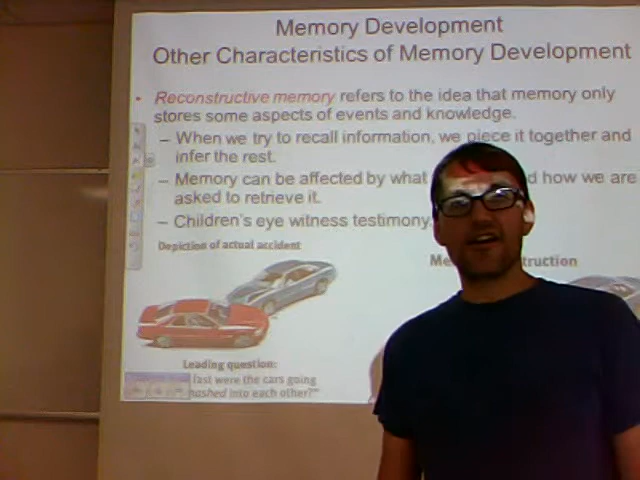 Memory Development
Other Characteristics of Memory Development
• Reconstructive memory refers to the idea that memory only
stores some aspects of events and knowledge.
– When we try to recall information, we piece it together and
infer the rest.
– Memory can be affected by what how we are
asked to retrieve it.
– Children's eye witness testimony.
Depiction of actual accident
Leading question:
fast were the cars going
into each other?"